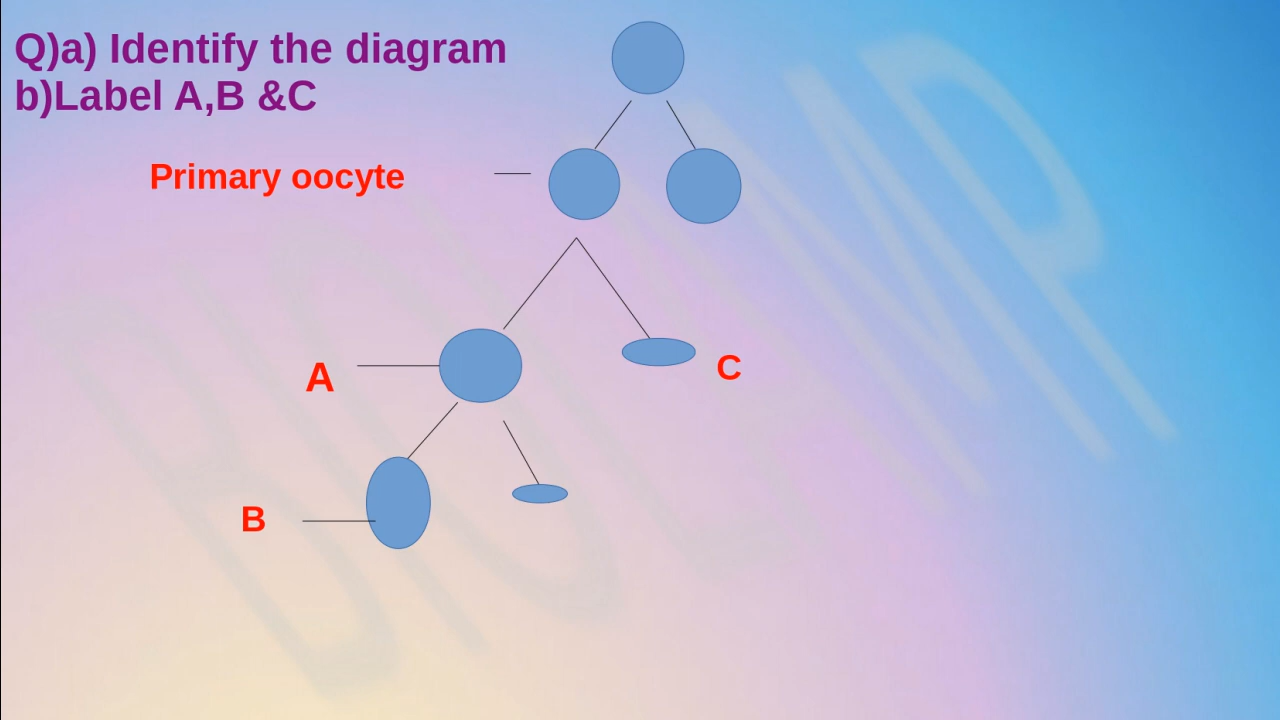 Q)a) Identify the diagram
b)Label A,B &C
Primary oocyte
A
C
B